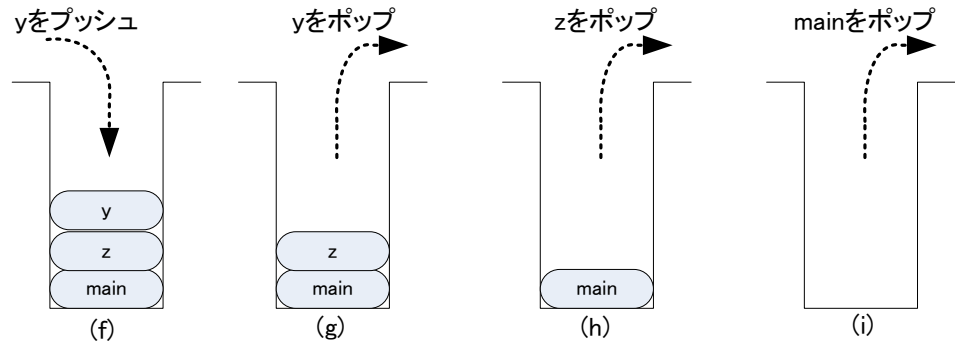 yをプッシュ
yをポップ
zをポップ
mainをポップ
y
z
main
z
main
main
(f)
(g)
(h)
(i)